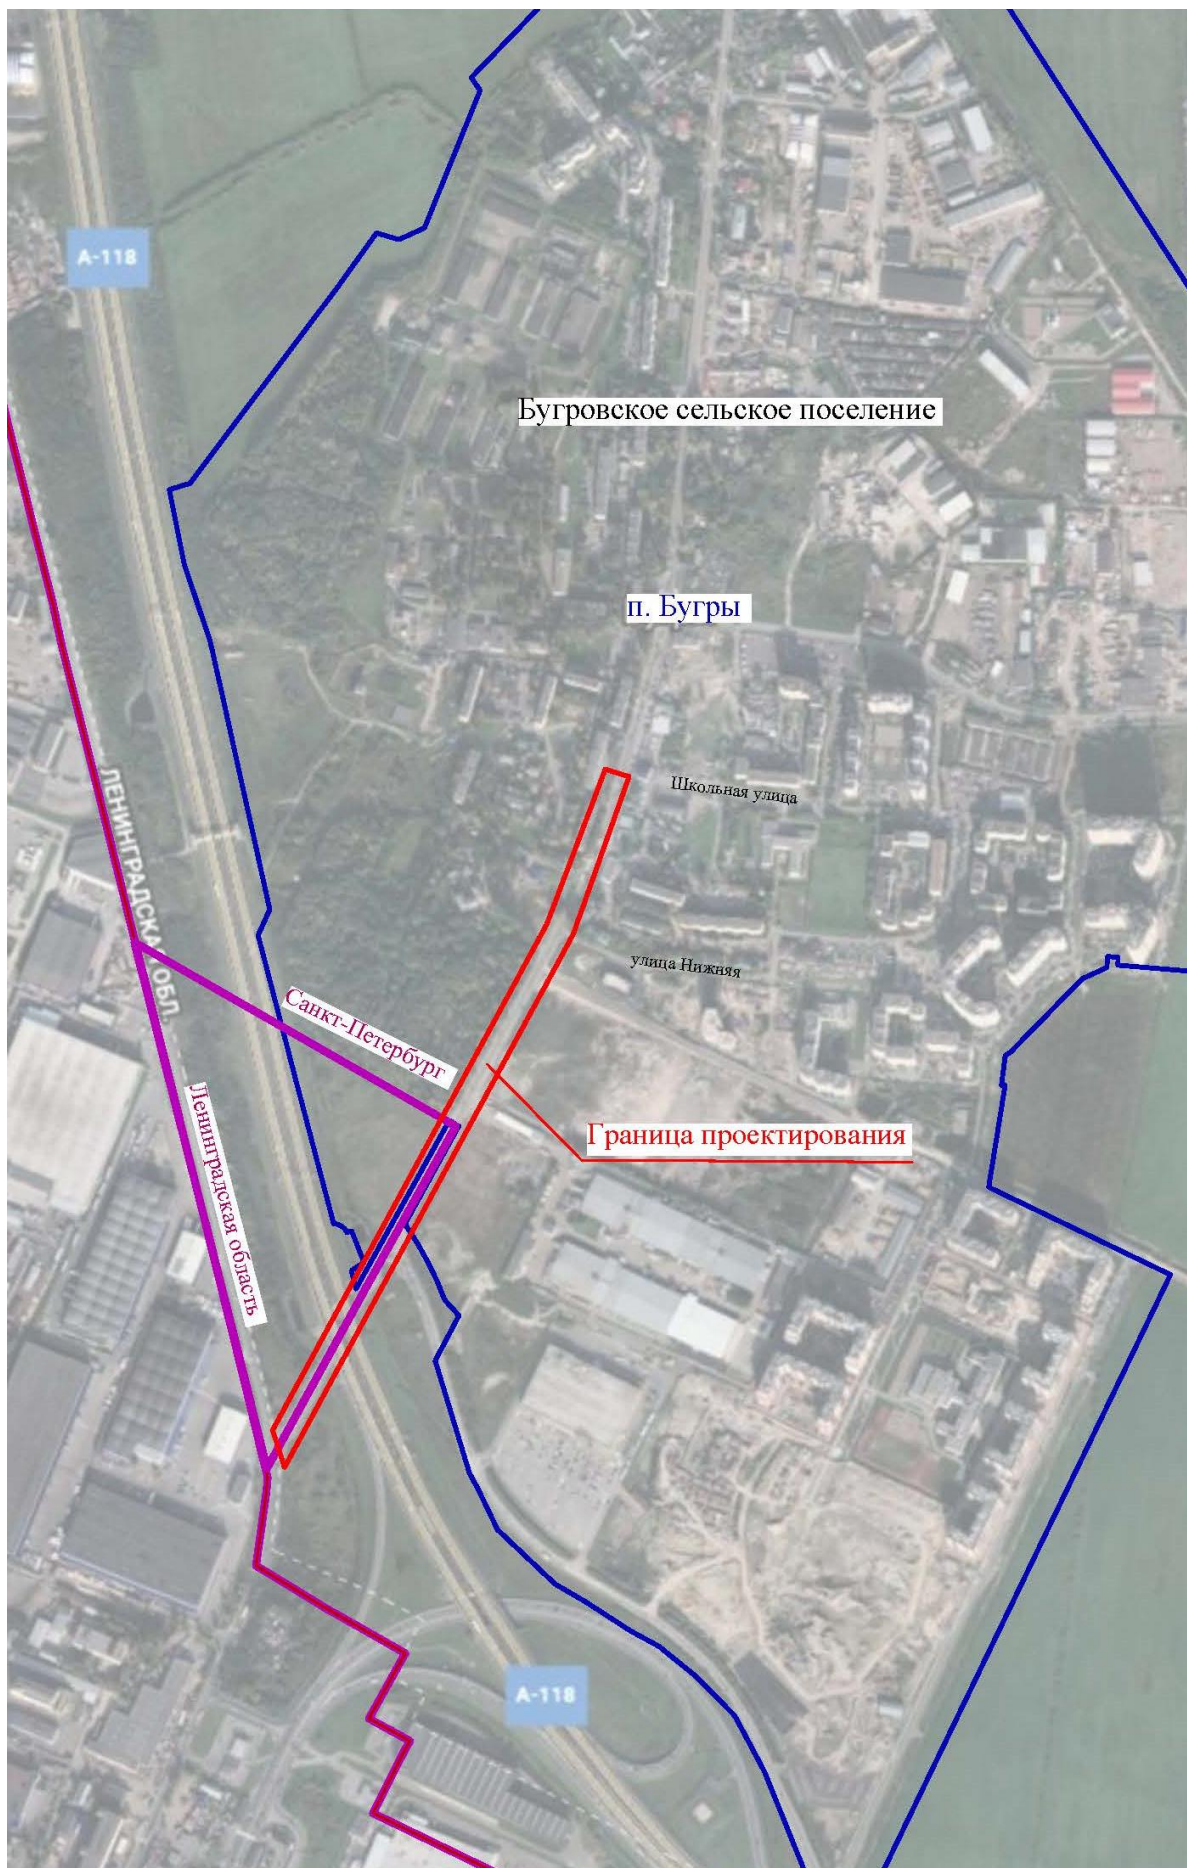 А-118
Бугровское сельское поселение
п. Бугры
Школьная улица
ЛЕНИНГРАДСКАЯ ОБЛ.
улица Нижняя
Санкт-Петербург
Ленинградская область
Граница проектирования
А-118